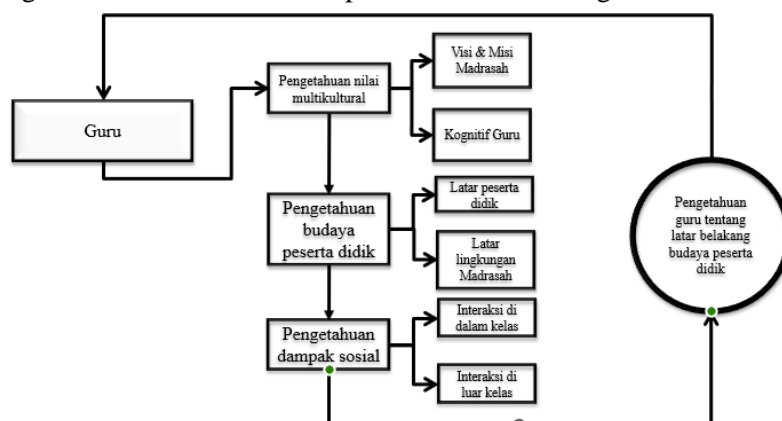 Guru
Pengetahuan nilai
multikultural
Visi & Misi
Madrasah
Kognitif Guru
Pengetahuan
budaya
peserta didik
Latar peserta
didik
Latar
lingkungan
Madrasah
Pengetahuan
dampak sosial
Interaksi di
dalam kelas
Interaksi di
luar kelas
Pengetahuan
guru tentang
latar belakang
budaya peserta
didik